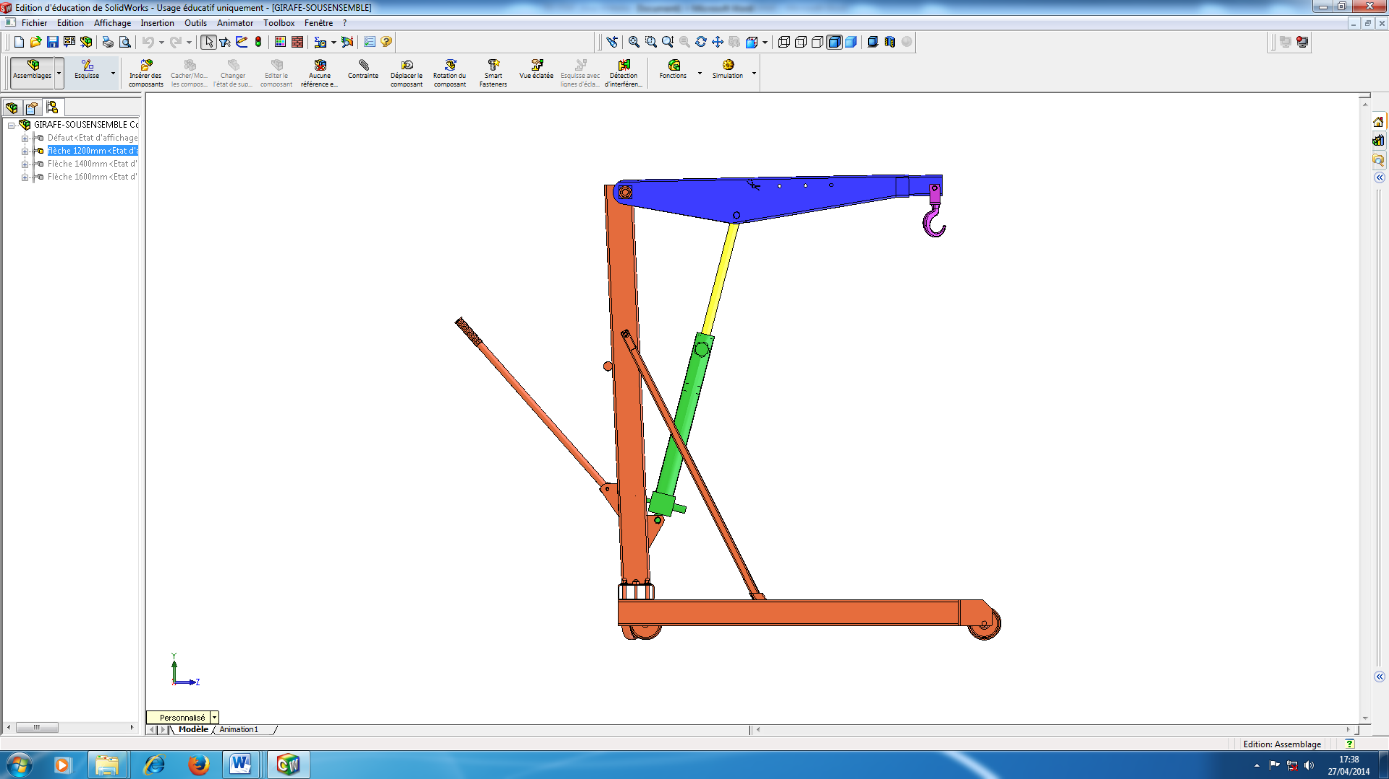 Edition d'éducation de SolidWorks - Usage éducatif uniquement - [GIRAFE-SOUSENSEMBLE]
Fichier Edition Affichage Insertion Outils Animator Toolbox Fenêtre ?
Assemblages
Esquisse
Insérer des composants
Cacher/Mo... les compos...
Changer l'état de sup...
Editer le composant
Aucune référence e...
Contrainte
Déplacer le composant
Rotation du composant
Smart Fasteners
Vue éclatée
Esquisse avec lignes d'écla...
Détection d'interféren...
Fonctions
Simulation
GIRAFE-SOUSENSEMBLE Co
Défaut<Etat d'affichage
Flèche 1200mm<Etat d'
Flèche 1400mm<Etat d'
Flèche 1600mm<Etat d'
Y
Z
Personnalisé
Modèle Animation1
Edition: Assemblage
17:38
27/04/2014